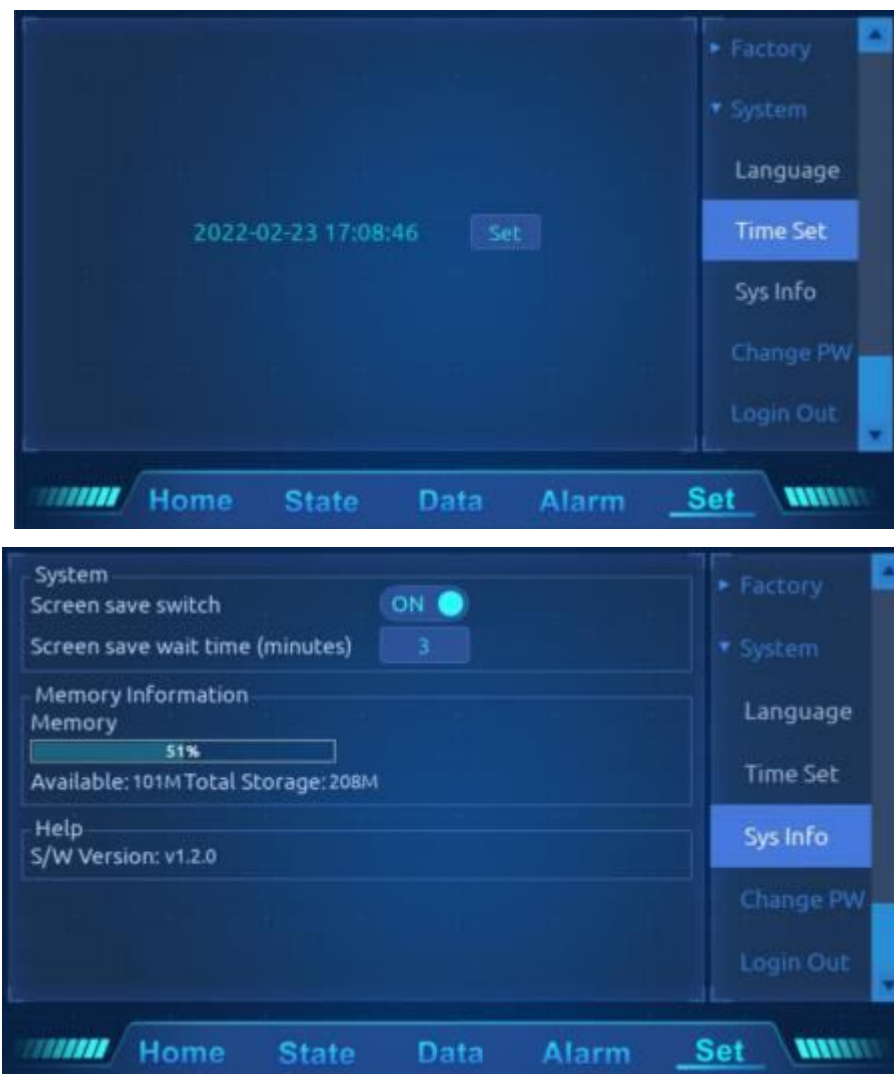 Factory
System
Language
2022-02-23 17:08:46 Set
Time Set
Sys Info
Change PW
Login Out
Home State Data Alarm Set
System
Screen save switch ON
Screen save wait time (minutes) 3
Memory Information
Memory
51%
Available: 101M Total Storage: 208M
Help
S/W Version: v1.2.0
Factory
System
Language
Time Set
Sys Info
Change PW
Login Out
Home State Data Alarm Set